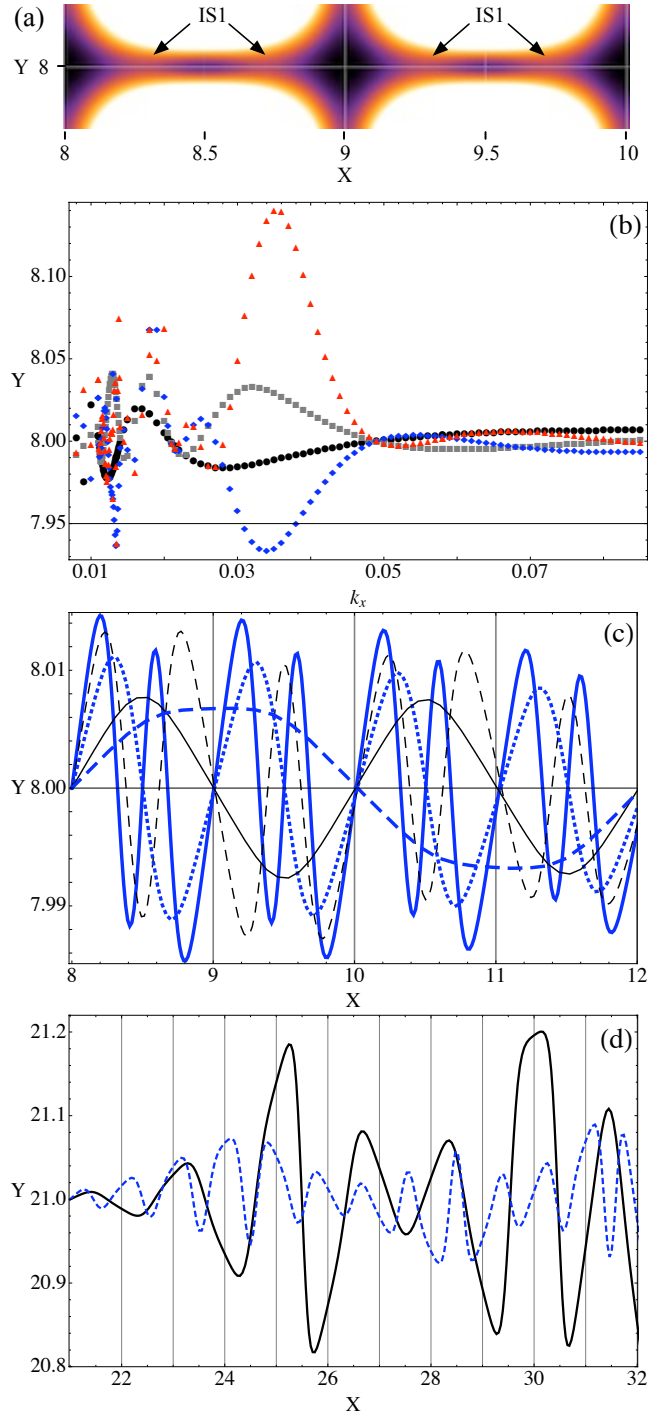 (a)
IS1 IS1
Y 8
8 8.5 9 9.5 10
X
(b)
8.10
8.05
Y
8.00
7.95
0.01 0.03 0.05 0.07
k_x
(c)
8.01
Y 8.00
7.99
8 9 10 11 12
X
(d)
21.2
21.1
Y
21.0
20.9
20.8
22 24 26 28 30 32
X